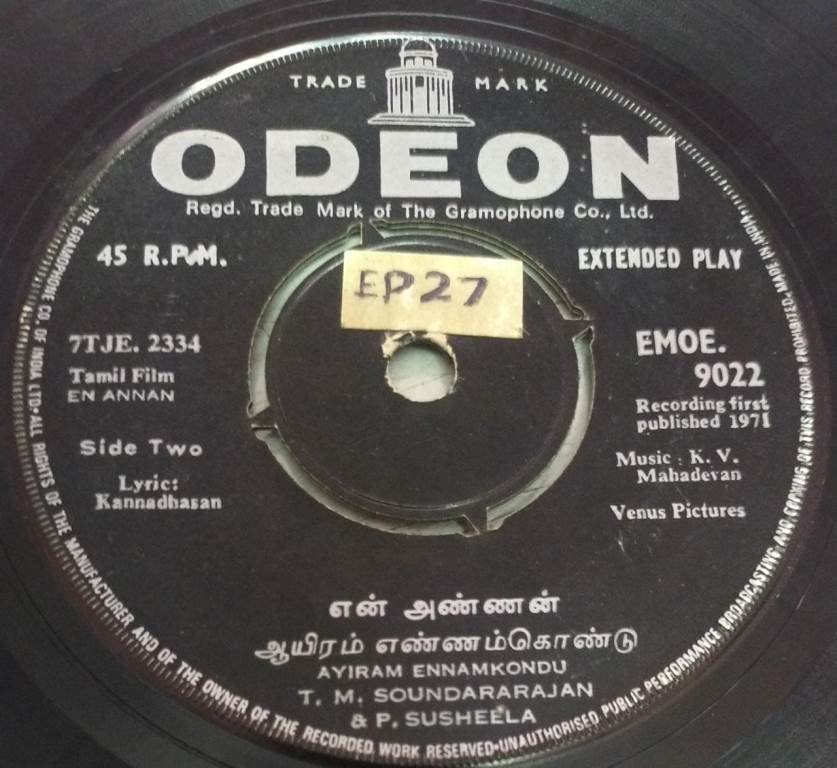 TRADE MARK
ODEON
Regd. Trade Mark of The Gramophone Co., Ltd.
45 R.P.M.
EXTENDED PLAY
EP27
7TJE. 2334
Tamil Film
EN ANNAN
Side Two
Lyric:
Kannadhasan
EMOE.
9022
Recording first
published 1971
Music : K. V.
Mahadevan
Venus Pictures
என் அண்ணன்
ஆயிரம் எண்ணம்கொண்டு
AYIRAM ENNAMKONDU
T. M. SOUNDARARAJAN
& P. SUSHEELA
THE GRAMOPHONE CO. OF INDIA LTD·ALL RIGHTS OF THE MANUFACTURER AND OF THE OWNER OF THE RECORDED WORK RESERVED·UNAUTHORISED PUBLIC PERFORMANCE BROADCASTING AND COPYING OF THIS RECORD PROHIBITED. MADE IN INDIA